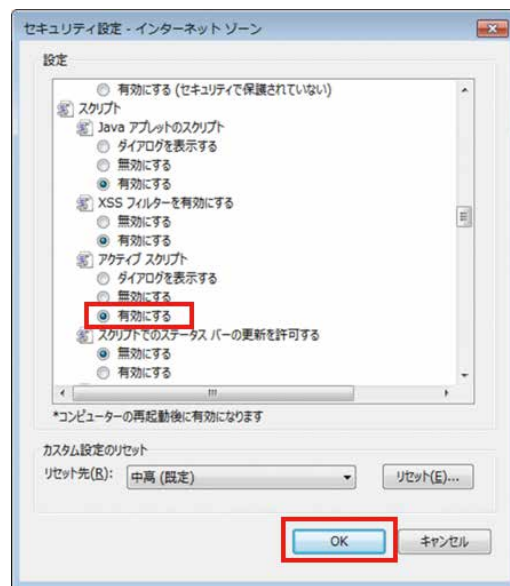 セキュリティ設定 - インターネット ゾーン
設定
有効にする (セキュリティで保護されていない)
スクリプト
Java アプレットのスクリプト
ダイアログを表示する
無効にする
有効にする
XSS フィルターを有効にする
無効にする
有効にする
アクティブ スクリプト
ダイアログを表示する
無効にする
有効にする
スクリプトでのステータス バーの更新を許可する
無効にする
有効にする
*コンピューターの再起動後に有効になります
カスタム設定のリセット
リセット先(R): 中高 (既定) リセット(E)...
OK キャンセル